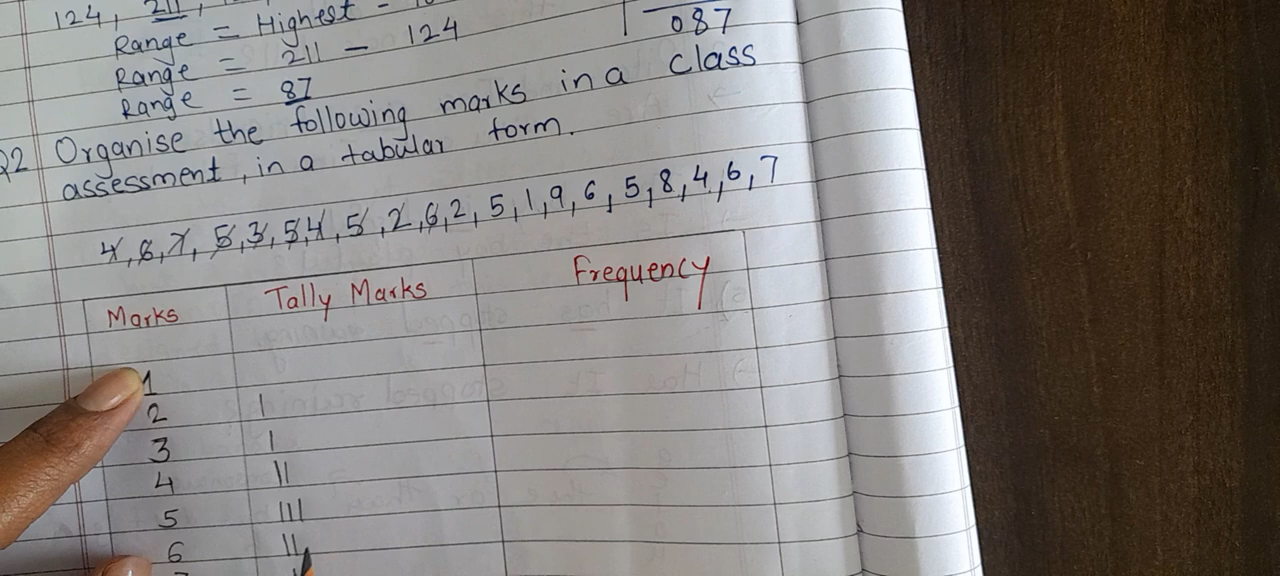 124, 211,
Range = Highest -
Range = 211 - 124
087
Range = 87
Q2 Organise the following marks in a class
assessment, in a tabular form.
4, 6, 7, 5, 3, 5, 4, 5, 2, 6, 2, 5, 1, 9, 6, 5, 8, 4, 6, 7
Marks Tally Marks Frequency
1
2 |
3 |
4 ||
5 |||
6 ||